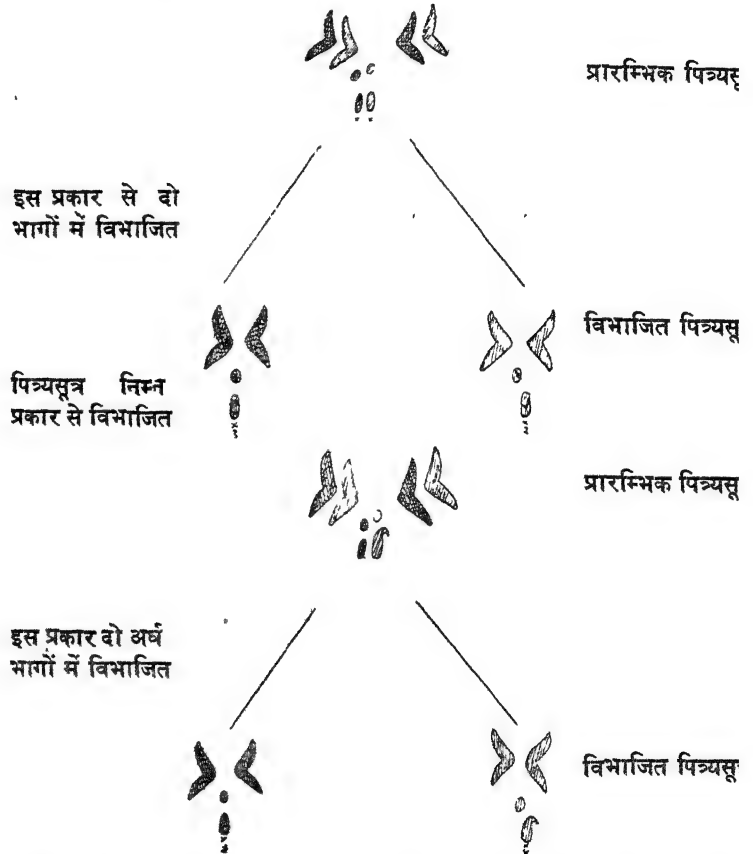 प्रारम्भिक पित्र्यसू
इस प्रकार से दो
भागों में विभाजित
विभाजित पित्र्यसू
पित्र्यसूत्र निम्न
प्रकार से विभाजित
प्रारम्भिक पित्र्यसू
इस प्रकार दो अर्ध
भागों में विभाजित
विभाजित पित्र्यसू